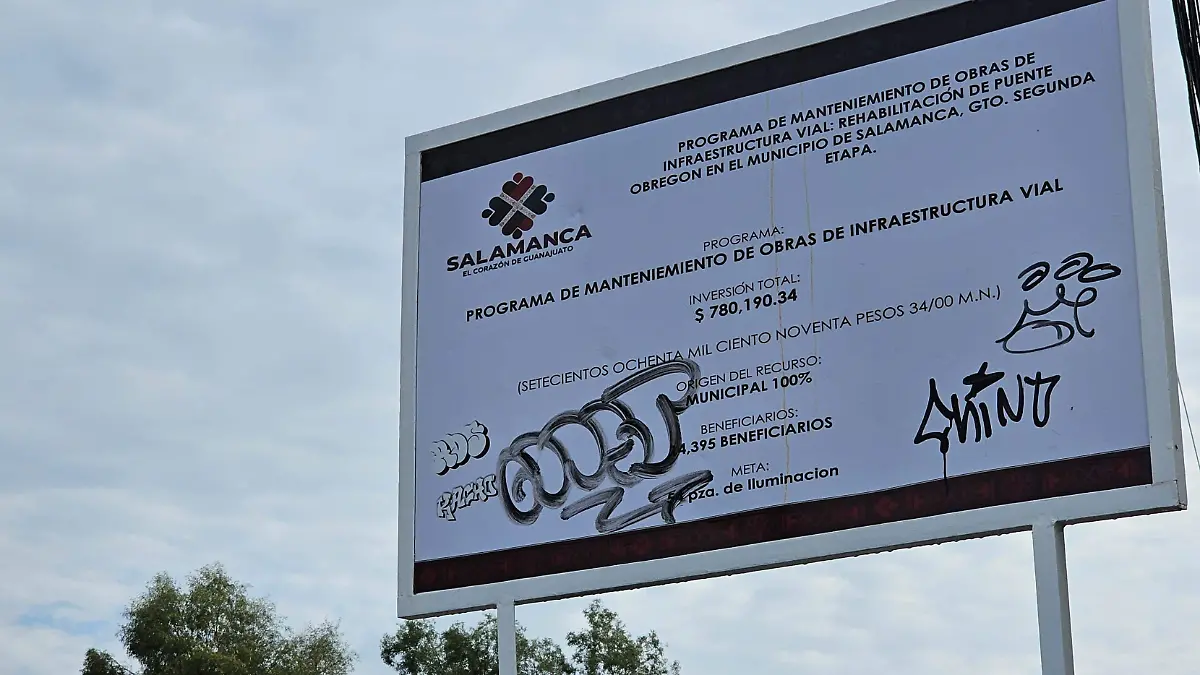 PROGRAMA DE MANTENIEMIENTO DE OBRAS DE
INFRAESTRUCTURA VIAL: REHABILITACIÓN DE PUENTE
OBREGON EN EL MUNICIPIO DE SALAMANCA, GTO. SEGUNDA
ETAPA.
SALAMANCA
EL CORAZÓN DE GUANAJUATO
PROGRAMA:
PROGRAMA DE MANTENIEMIENTO DE OBRAS DE INFRAESTRUCTURA VIAL
INVERSIÓN TOTAL:
$ 780,190.34
(SETECIENTOS OCHENTA MIL CIENTO NOVENTA PESOS 34/00 M.N.)
ORIGEN DEL RECURSO:
MUNICIPAL 100%
BENEFICIARIOS:
BENEFICIARIOS
META:
pza. de Iluminacion